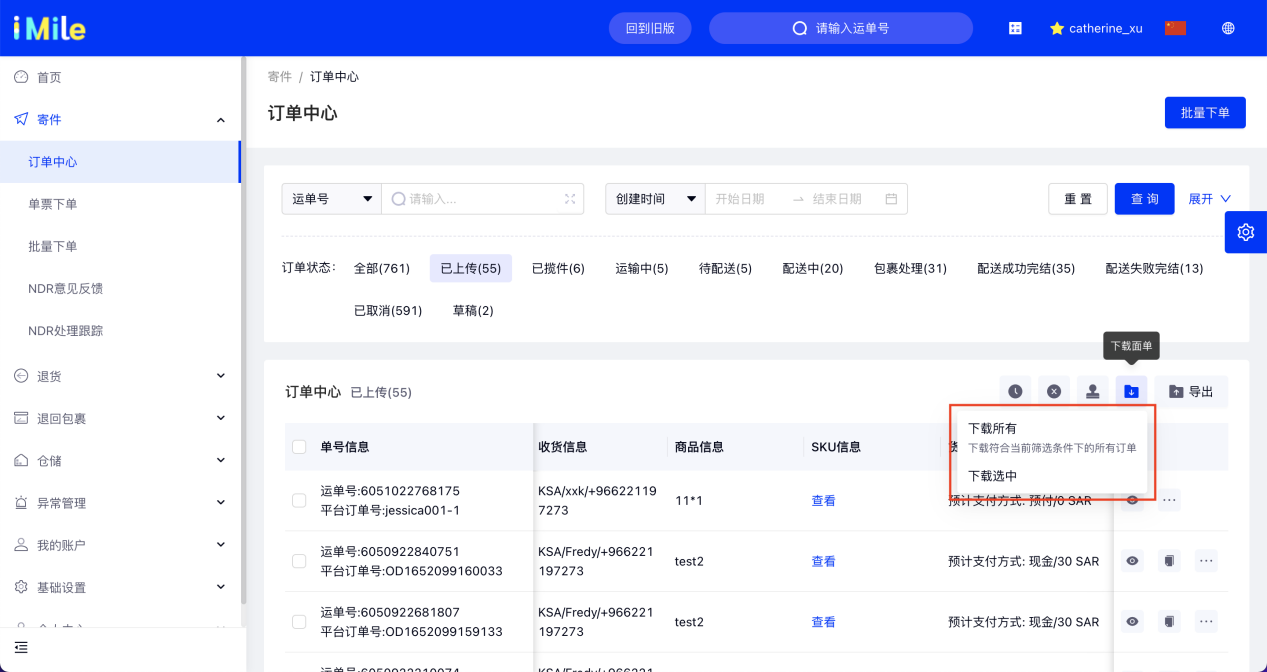 iMile
回到旧版
请输入运单号
catherine_xu
首页
寄件
订单中心
单票下单
批量下单
NDR意见反馈
NDR处理跟踪
退货
退回包裹
仓储
异常管理
我的账户
基础设置
寄件 / 订单中心
订单中心
批量下单
运单号
请输入...
创建时间
开始日期
结束日期
重 置
查 询
展开
订单状态:
全部(761)
已上传(55)
已揽件(6)
运输中(5)
待配送(5)
配送中(20)
包裹处理(31)
配送成功完结(35)
配送失败完结(13)
已取消(591)
草稿(2)
下载面单
订单中心 已上传(55)
导出
下载所有
下载符合当前筛选条件下的所有订单
下载选中
单号信息
收货信息
商品信息
SKU信息
运单号:6051022768175
平台订单号:jessica001-1
KSA/xxk/+96622119
7273
11*1
查看
预计支付方式: 预付/0 SAR
运单号:6050922840751
平台订单号:OD1652099160033
KSA/Fredy/+966221
197273
test2
查看
预计支付方式: 现金/30 SAR
运单号:6050922681807
平台订单号:OD1652099159133
KSA/Fredy/+966221
197273
test2
查看
预计支付方式: 现金/30 SAR